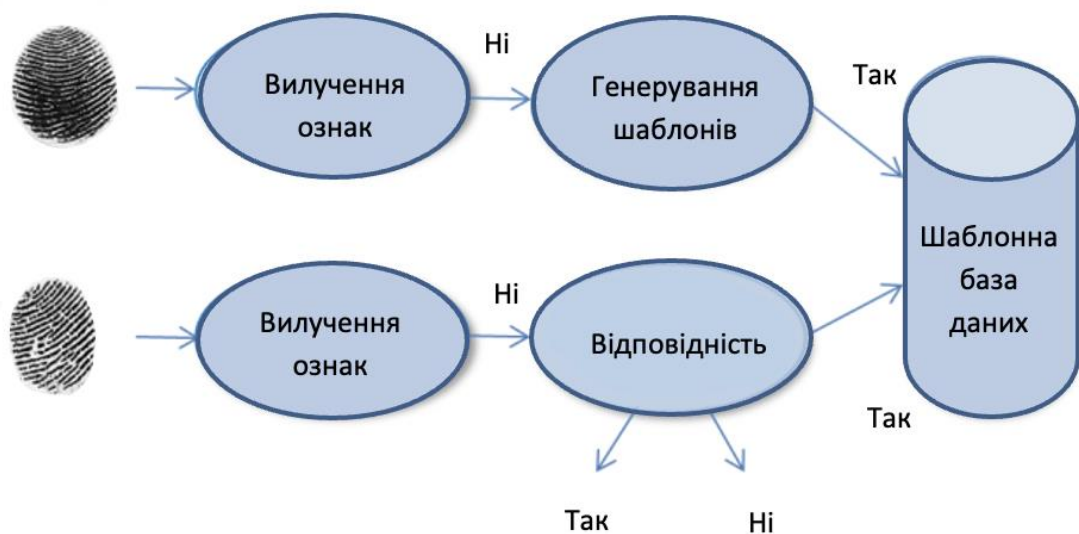 Ні
Вилучення
ознак
Генерування
шаблонів
Так
Шаблонна
база
даних
Ні
Вилучення
ознак
Відповідність
Так
Так
Ні